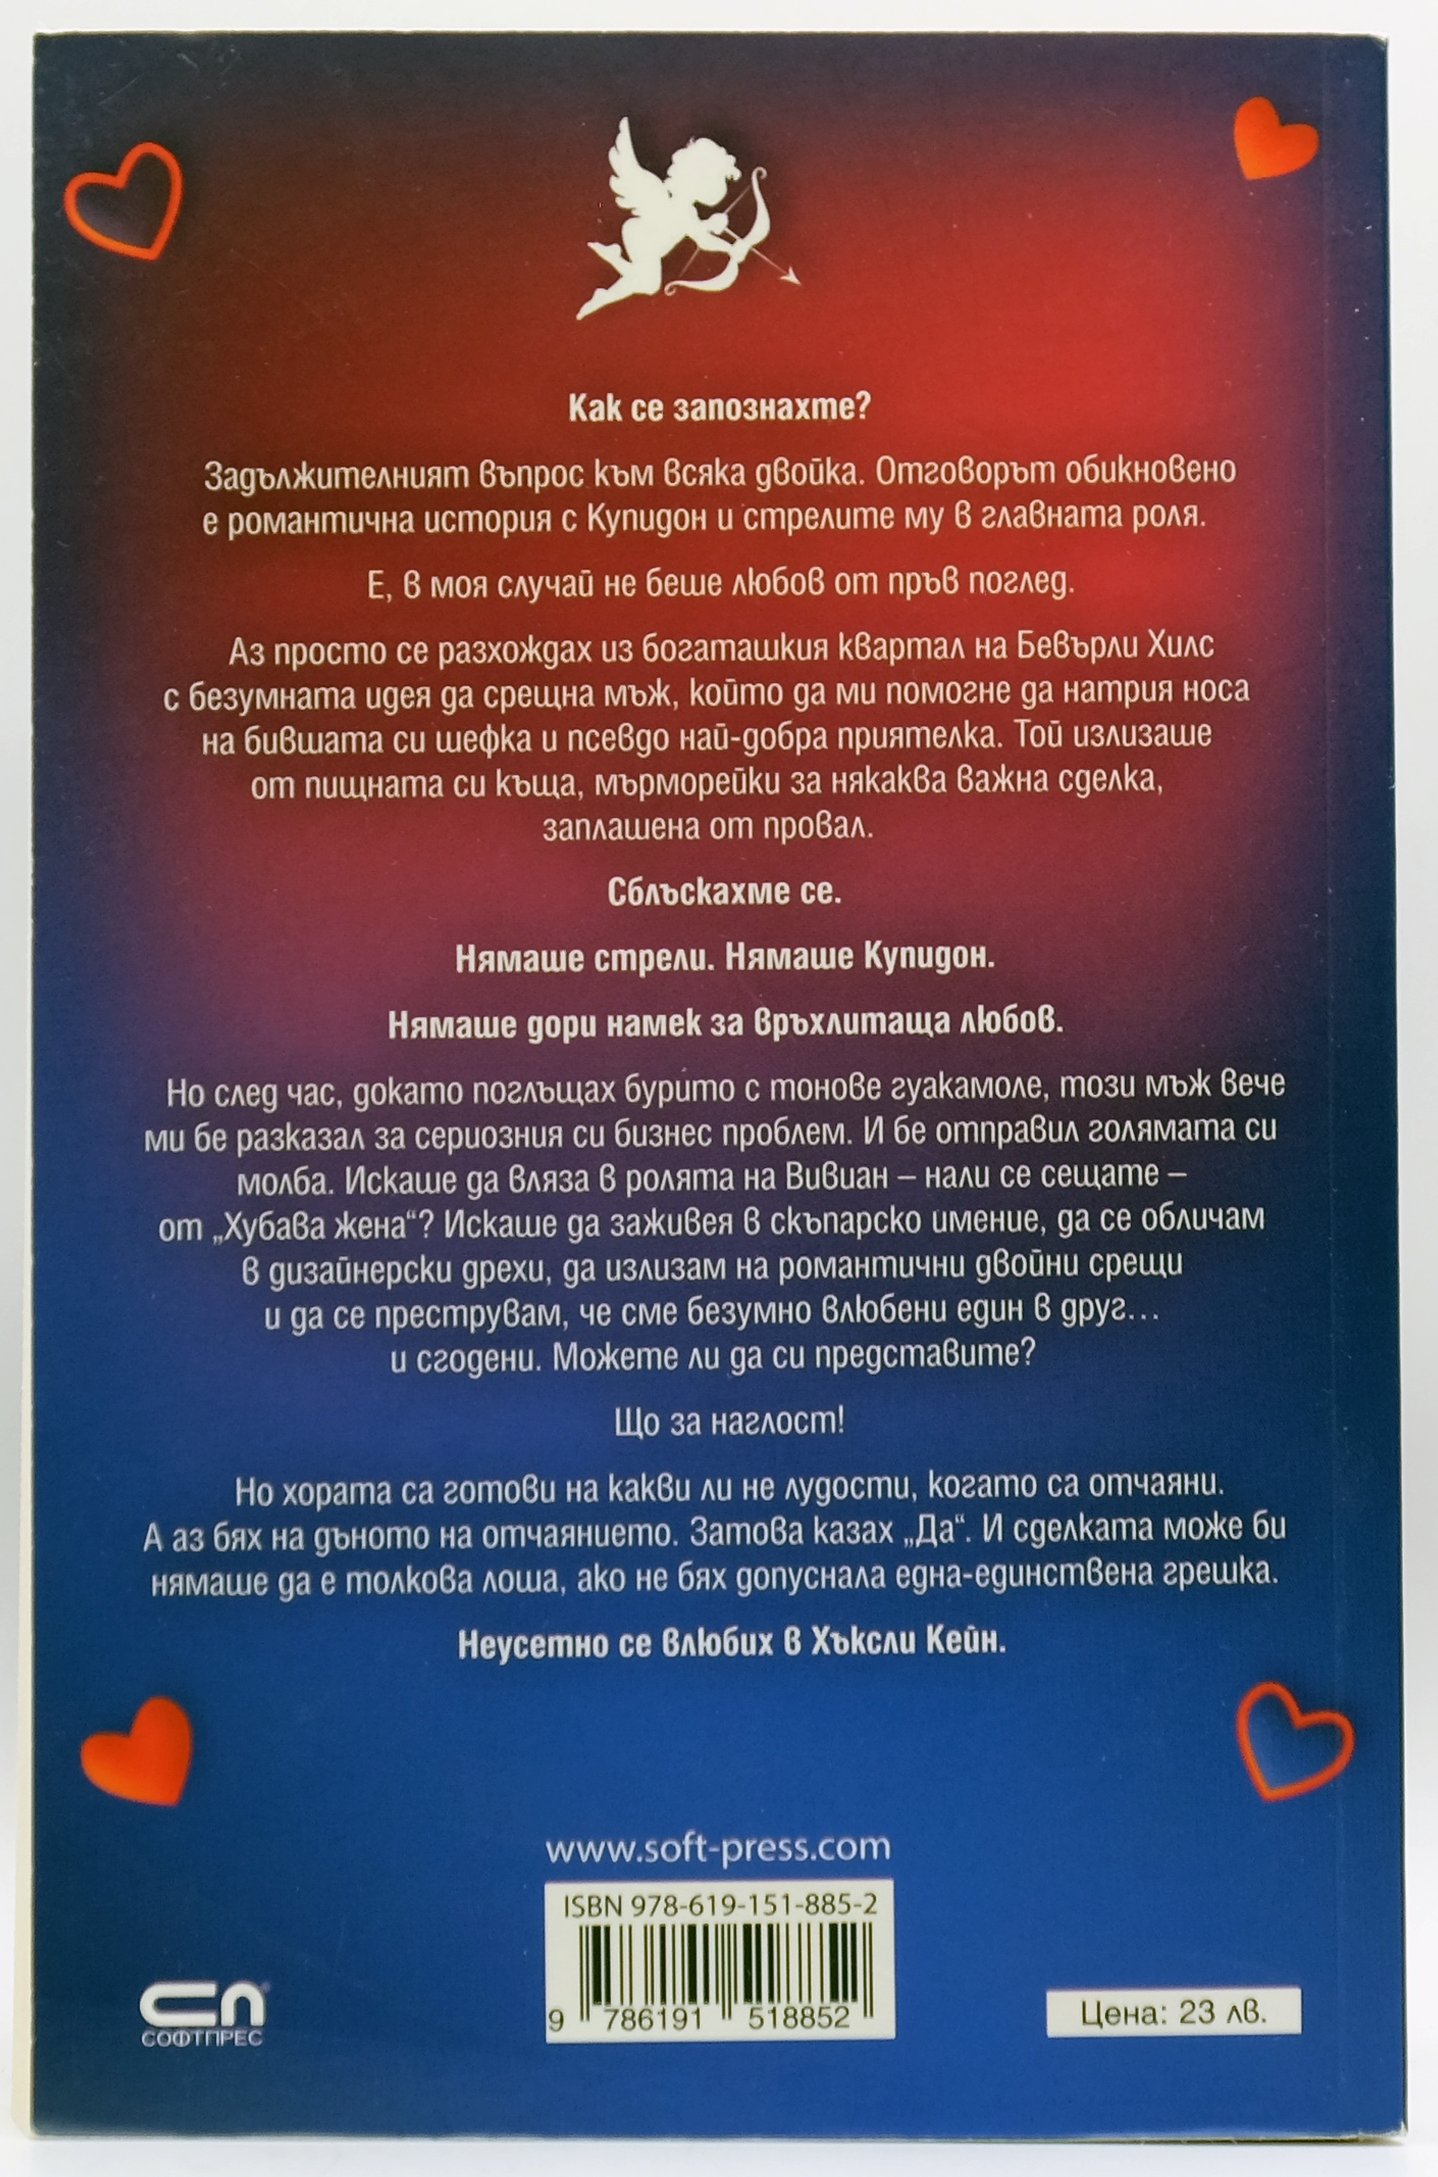 Как се запознахте?
Задължителният въпрос към всяка двойка. Отговорът обикновено
е романтична история с Купидон и стрелите му в главната роля.
Е, в моя случай не беше любов от пръв поглед.
Аз просто се разхождах из богаташкия квартал на Бевърли Хилс
с безумната идея да срещна мъж, който да ми помогне да натрия носа
на бившата си шефка и псевдо най-добра приятелка. Той излизаше
от пищната си къща, мърморейки за някаква важна сделка,
заплашена от провал.
Сблъскахме се.
Нямаше стрели. Нямаше Купидон.
Нямаше дори намек за връхлитаща любов.
Но след час, докато поглъщах бурито с тонове гуакамоле, този мъж вече
ми бе разказал за сериозния си бизнес проблем. И бе отправил голямата си
молба. Искаше да вляза в ролята на Вивиан – нали се сещате –
от „Хубава жена“? Искаше да заживея в скъпарско имение, да се обличам
в дизайнерски дрехи, да излизам на романтични двойни срещи
и да се преструвам, че сме безумно влюбени един в друг...
и сгодени. Можете ли да си представите?
Що за наглост!
Но хората са готови на какви ли не лудости, когато са отчаяни.
А аз бях на дъното на отчаянието. Затова казах „Да“. И сделката може би
нямаше да е толкова лоша, ако не бях допуснала една-единствена грешка.
Неусетно се влюбих в Хъксли Кейн.
www.soft-press.com
ISBN 978-619-151-885-2
9 786191 518852
СП®
СОФТПРЕС
Цена: 23 лв.